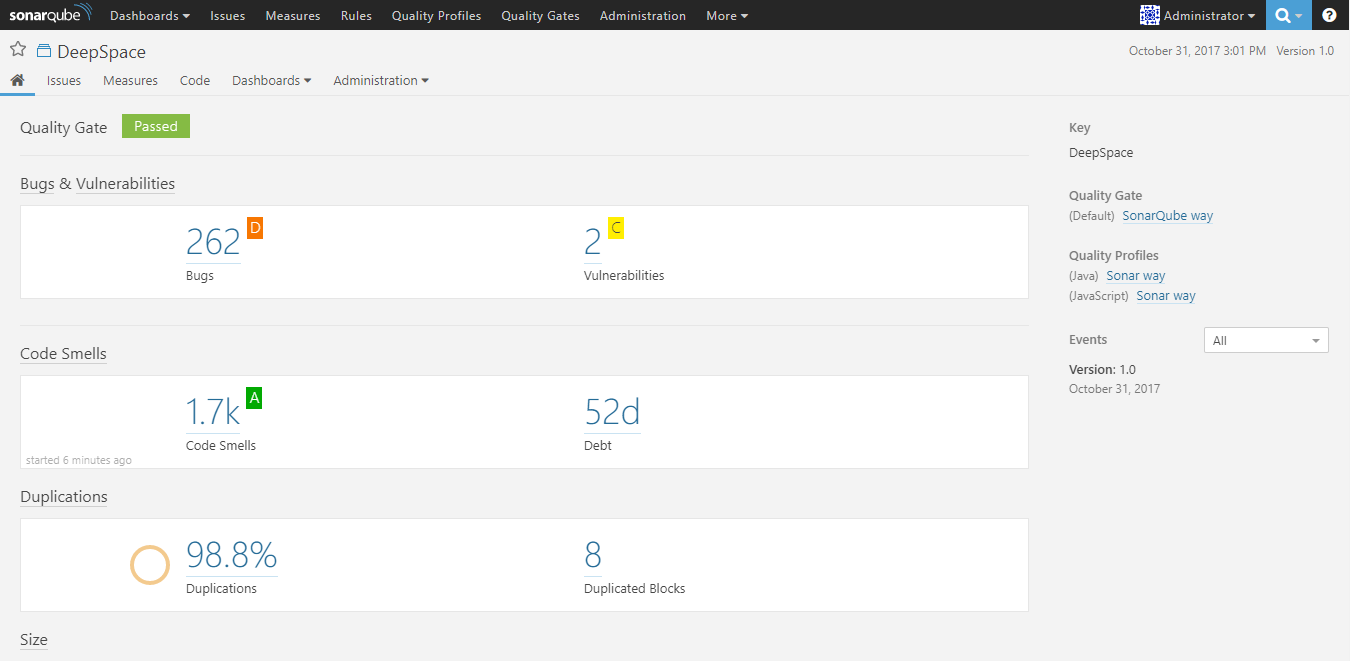 sonarqube Dashboards Issues Measures Rules Quality Profiles Quality Gates Administration More Administrator ?
DeepSpace October 31, 2017 3:01 PM Version 1.0
Issues Measures Code Dashboards Administration
Quality Gate Passed
Bugs & Vulnerabilities
262 D 2 C
Bugs Vulnerabilities
Code Smells
1.7k A 52d
Code Smells Debt
started 6 minutes ago
Duplications
98.8% 8
Duplications Duplicated Blocks
Size
Key
DeepSpace
Quality Gate
(Default) SonarQube way
Quality Profiles
(Java) Sonar way
(JavaScript) Sonar way
Events All
Version: 1.0
October 31, 2017